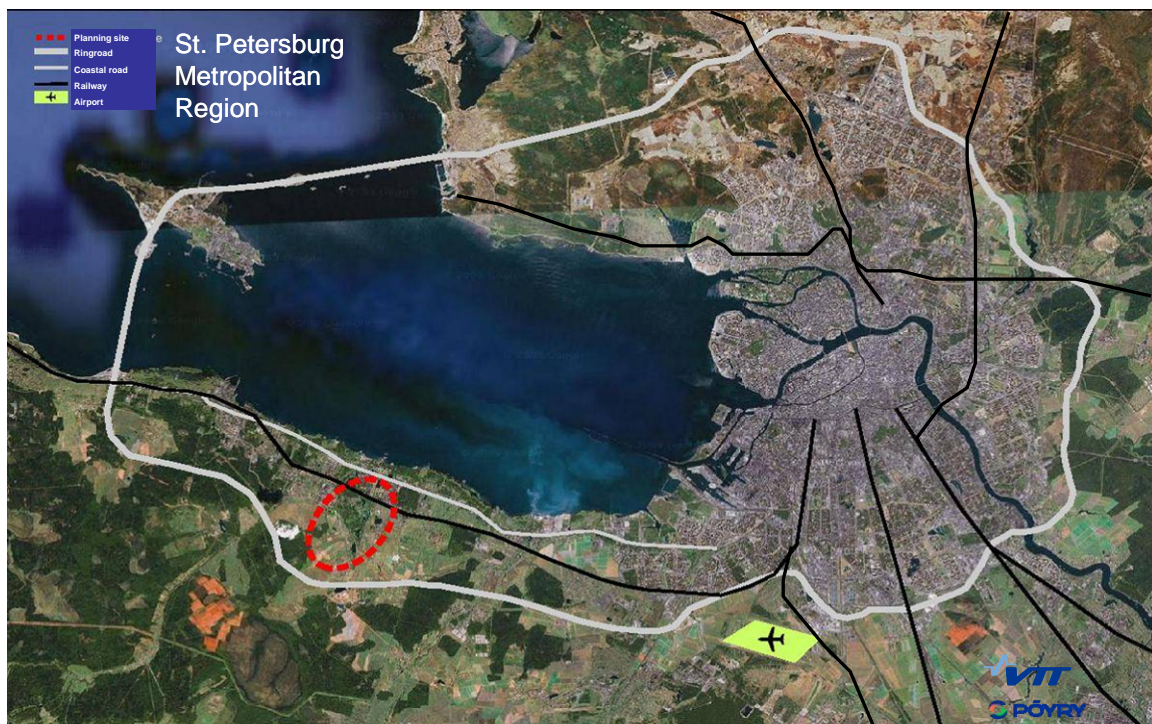 Planning site
Ringroad
Coastal road
Railway
Airport
St. Petersburg
Metropolitan
Region
VTT
PÖYRY